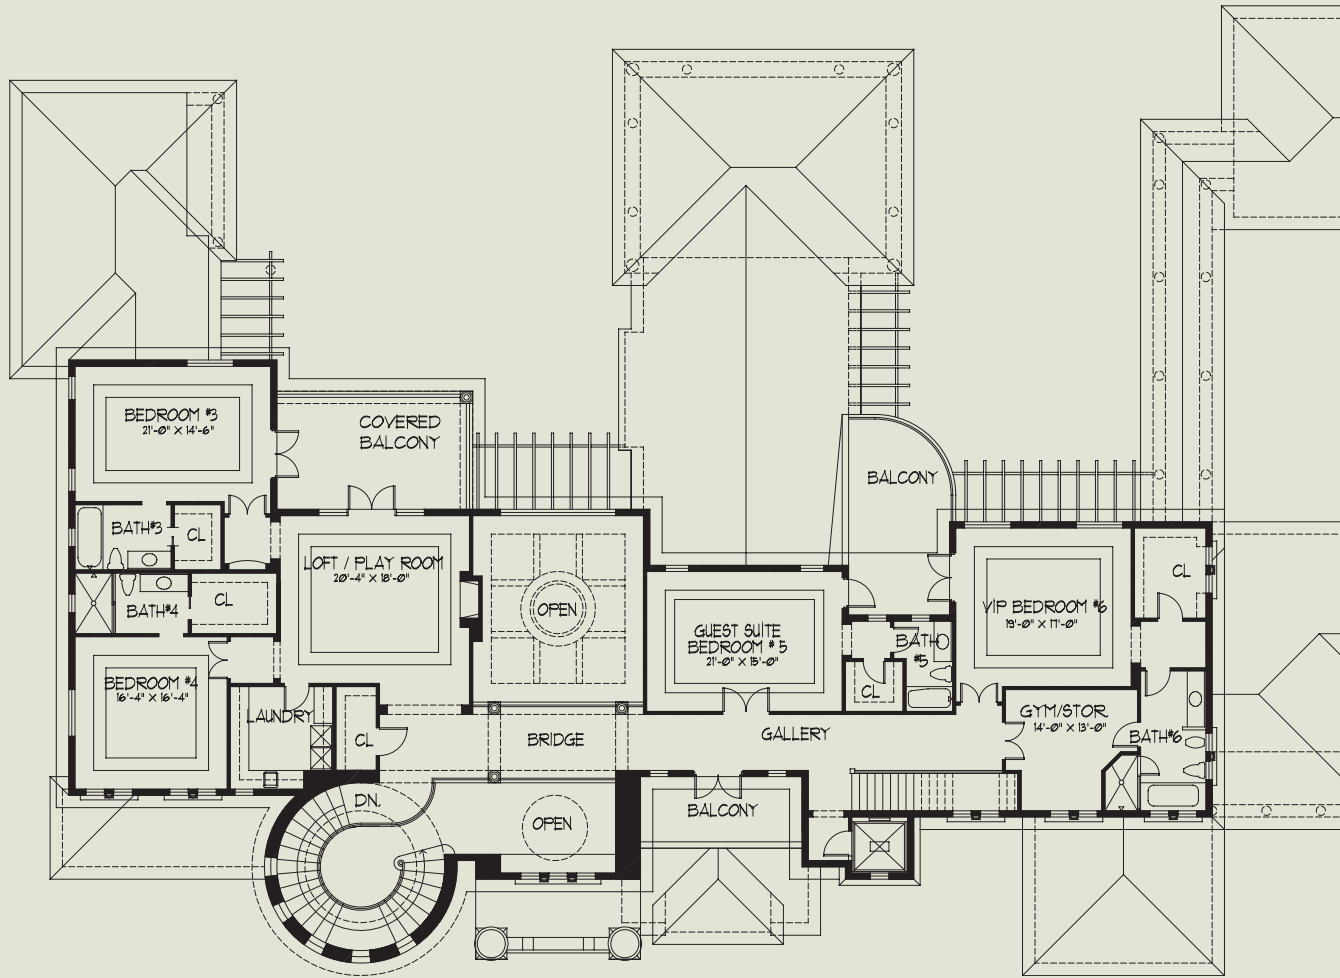 BEDROOM #3
21'-0" X 14'-6"
COVERED
BALCONY
BALCONY
BATH#3
CL
LOFT / PLAY ROOM
20'-4" X 18'-0"
OPEN
CL
VIP BEDROOM #6
19'-0" X 17'-0"
BATH#4
CL
GUEST SUITE
BEDROOM # 5
21'-0" X 15'-0"
BATH
#5
CL
BEDROOM #4
16'-4" X 16'-4"
LAUNDRY
CL
BRIDGE
GALLERY
GYM/STOR
14'-0" X 13'-0"
BATH#6
DN.
OPEN
BALCONY